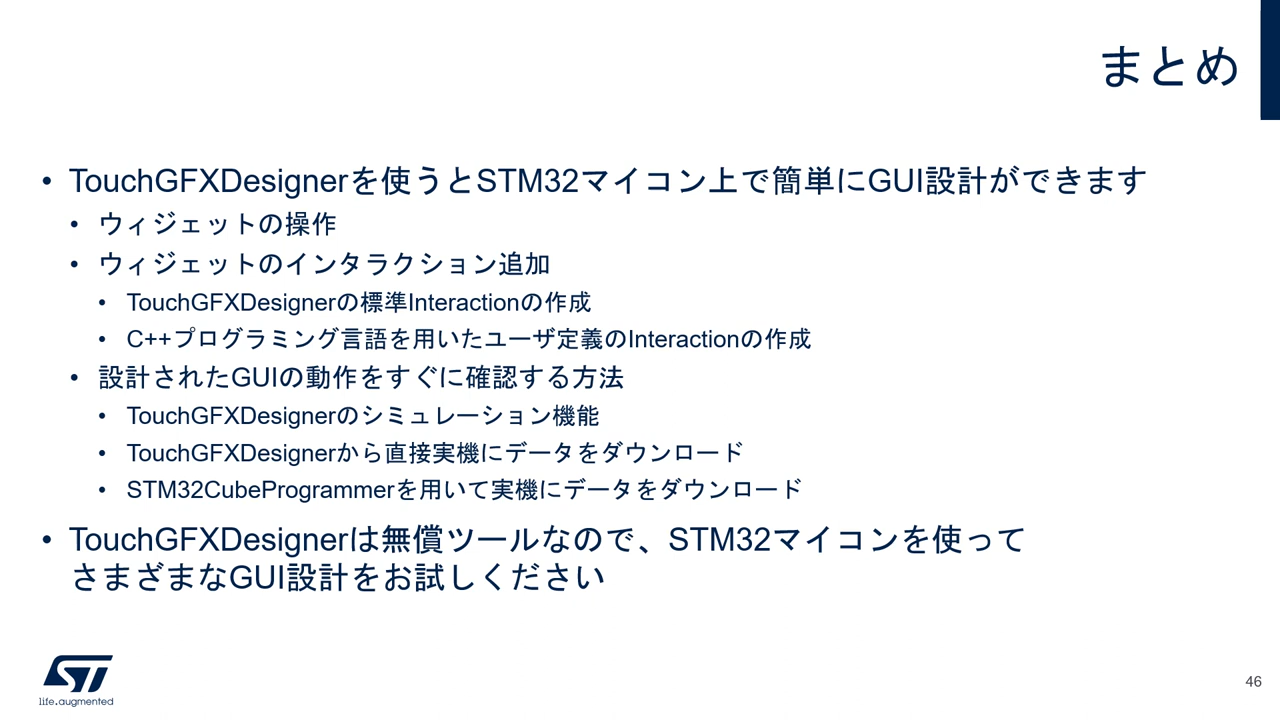 まとめ
• TouchGFXDesignerを使うとSTM32マイコン上で簡単にGUI設計ができます
• ウィジェットの操作
• ウィジェットのインタラクション追加
• TouchGFXDesignerの標準Interactionの作成
• C++プログラミング言語を用いたユーザ定義のInteractionの作成
• 設計されたGUIの動作をすぐに確認する方法
• TouchGFXDesignerのシミュレーション機能
• TouchGFXDesignerから直接実機にデータをダウンロード
• STM32CubeProgrammerを用いて実機にデータをダウンロード
• TouchGFXDesignerは無償ツールなので、STM32マイコンを使って
さまざまなGUI設計をお試しください
ST
life.augmented
46